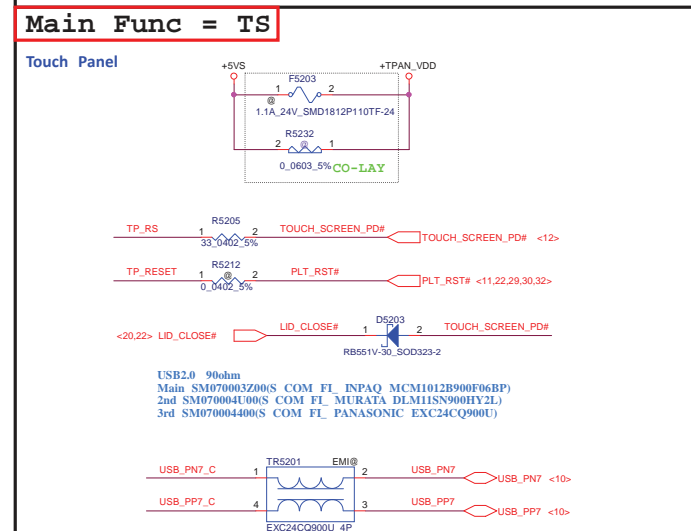 Main Func = TS
Touch Panel
+5VS
+TPAN_VDD
F5203
1 2
@
1.1A_24V_SMD1812P110TF-24
R5232
2 @ 1
0_0603_5% CO-LAY
R5205
TP_RS 1 2 TOUCH_SCREEN_PD# TOUCH_SCREEN_PD# <12>
33_0402_5%
R5212
TP_RESET 1 @ 2 PLT_RST# PLT_RST# <11,22,29,30,32>
0_0402_5%
D5203
<20,22> LID_CLOSE# LID_CLOSE# 1 2 TOUCH_SCREEN_PD#
RB551V-30_SOD323-2
USB2.0 90ohm
Main SM070003Z00(S COM FI_ INPAQ MCM1012B900F06BP)
2nd SM070004U00(S COM FI_ MURATA DLM11SN900HY2L)
3rd SM070004400(S COM FI_ PANASONIC EXC24CQ900U)
TR5201 EMI@
USB_PN7_C 1 2 USB_PN7 USB_PN7 <10>
USB_PP7_C 4 3 USB_PP7 USB_PP7 <10>
EXC24CQ900U_4P